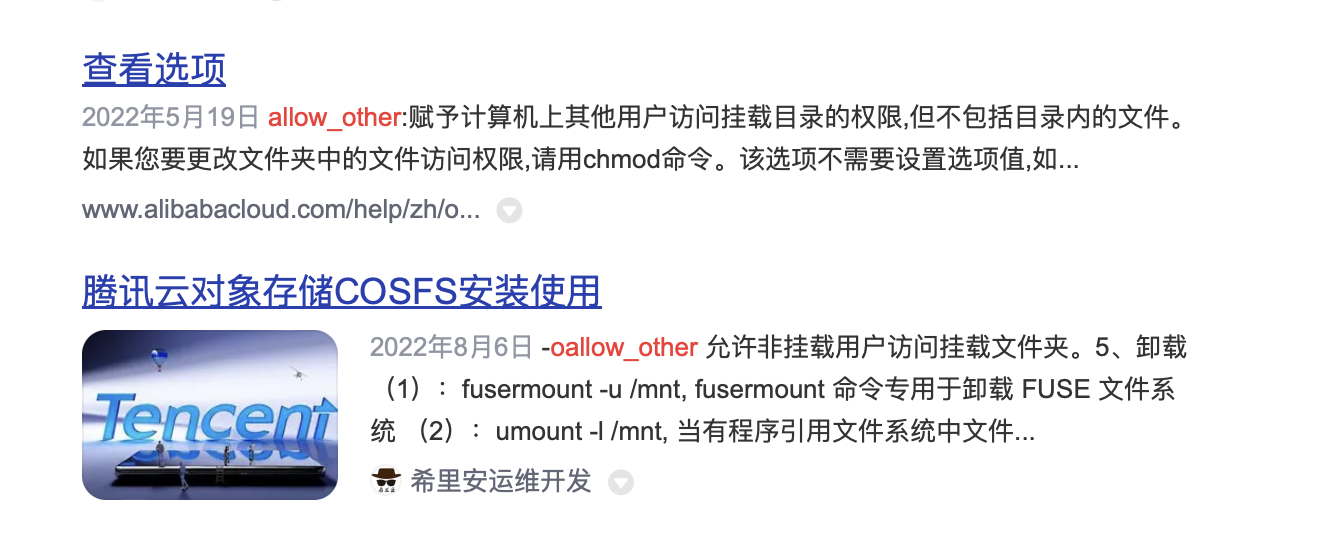 查看选项
2022年5月19日 allow_other:赋予计算机上其他用户访问挂载目录的权限,但不包括目录内的文件。
如果您要更改文件夹中的文件访问权限,请用chmod命令。该选项不需要设置选项值,如...
www.alibabacloud.com/help/zh/o...
腾讯云对象存储COSFS安装使用
Tencent
2022年8月6日 -oallow_other 允许非挂载用户访问挂载文件夹。5、卸载
（1）：fusermount -u /mnt, fusermount 命令专用于卸载 FUSE 文件系
统 （2）：umount -l /mnt, 当有程序引用文件系统中文件...
希里安运维开发